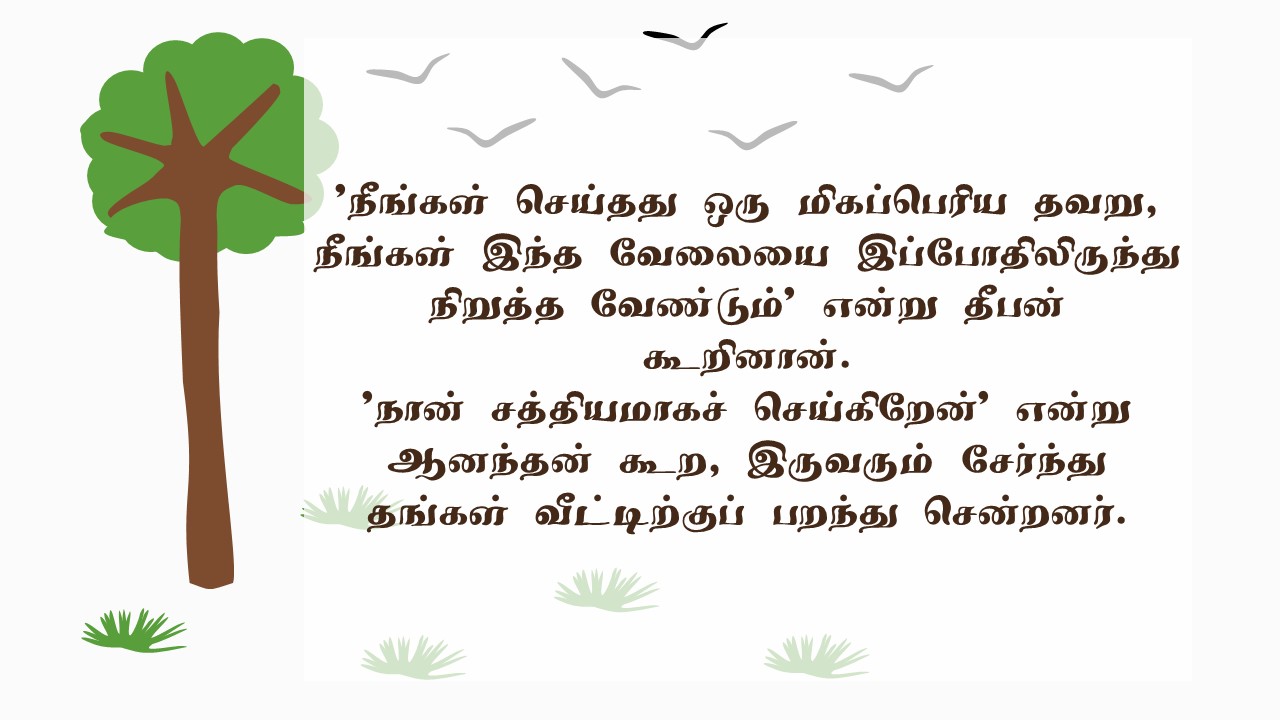 ’நீங்கள் செய்தது ஒரு மிகப்பெரிய தவறு,
நீங்கள் இந்த வேலையை இப்போதிலிருந்து
நிறுத்த வேண்டும்’ என்று தீபன்
கூறினான்.
’நான் சத்தியமாகச் செய்கிறேன்’ என்று
ஆனந்தன் கூற, இருவரும் சேர்ந்து
தங்கள் வீட்டிற்குப் பறந்து சென்றனர்.